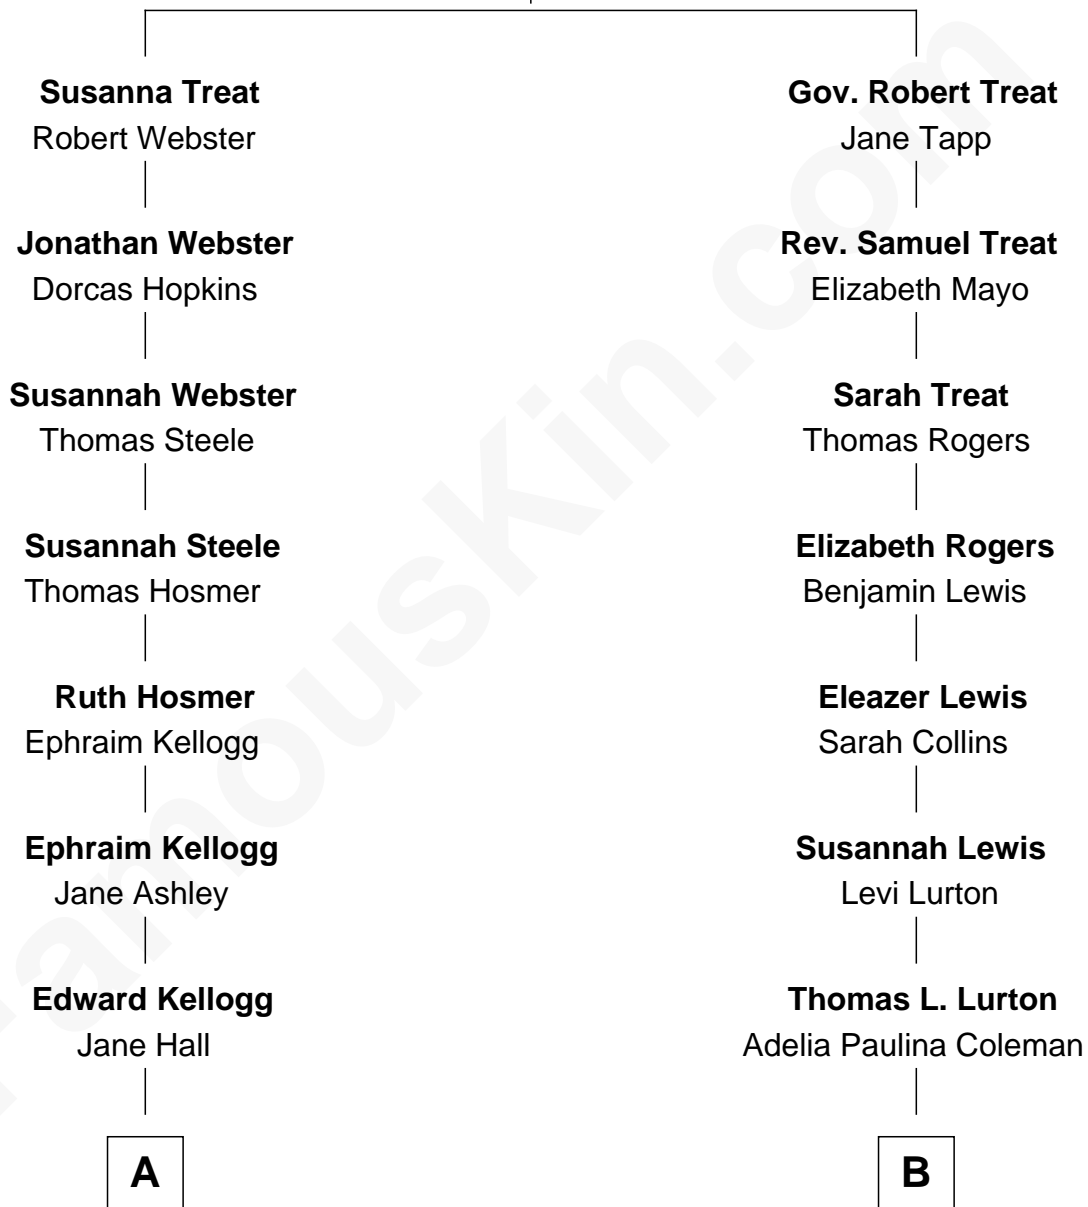 Susanna Treat
Robert Webster
Jonathan Webster
Dorcas Hopkins
Susannah Webster
Thomas Steele
Susannah Steele
Thomas Hosmer
Ruth Hosmer
Ephraim Kellogg
Ephraim Kellogg
Jane Ashley
Edward Kellogg
Jane Hall
A
Gov. Robert Treat
Jane Tapp
Rev. Samuel Treat
Elizabeth Mayo
Sarah Treat
Thomas Rogers
Elizabeth Rogers
Benjamin Lewis
Eleazer Lewis
Sarah Collins
Susannah Lewis
Levi Lurton
Thomas L. Lurton
Adelia Paulina Coleman
B
FamousKin.com